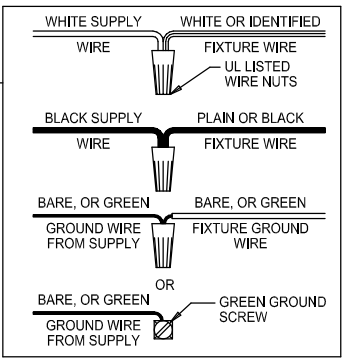 WHITE SUPPLY WIRE
WHITE OR IDENTIFIED FIXTURE WIRE
UL LISTED
WIRE NUTS
BLACK SUPPLY WIRE
PLAIN OR BLACK FIXTURE WIRE
BARE, OR GREEN
GROUND WIRE
FROM SUPPLY
BARE, OR GREEN
FIXTURE GROUND
WIRE
OR
BARE, OR GREEN
GROUND WIRE
FROM SUPPLY
GREEN GROUND
SCREW